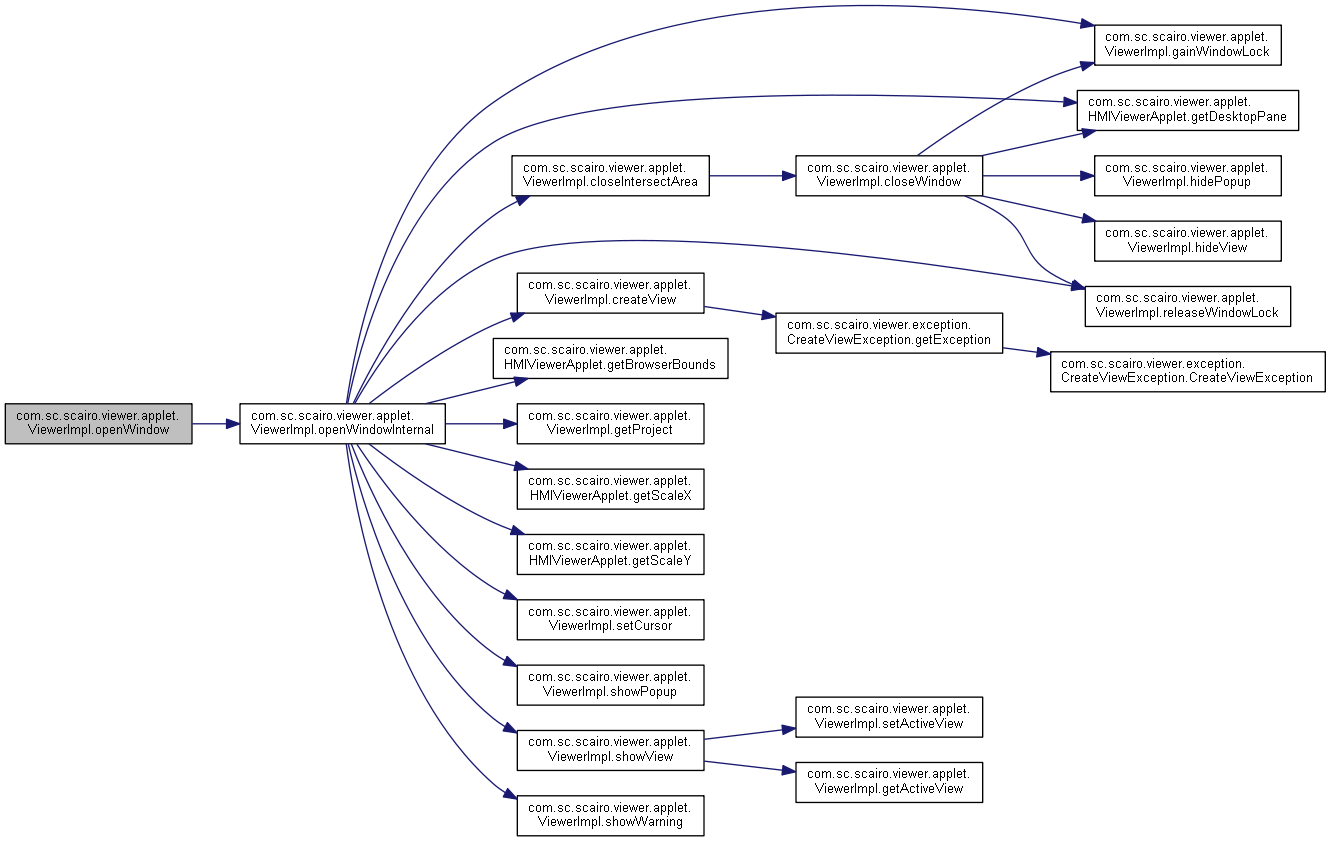 com.sc.scairo.viewer.applet.
ViewerImpl.gainWindowLock
com.sc.scairo.viewer.applet.
HMIViewerApplet.getDesktopPane
com.sc.scairo.viewer.applet.
ViewerImpl.closeIntersectArea
com.sc.scairo.viewer.applet.
ViewerImpl.closeWindow
com.sc.scairo.viewer.applet.
ViewerImpl.hidePopup
com.sc.scairo.viewer.applet.
ViewerImpl.hideView
com.sc.scairo.viewer.applet.
ViewerImpl.createView
com.sc.scairo.viewer.applet.
ViewerImpl.releaseWindowLock
com.sc.scairo.viewer.exception.
CreateViewException.getException
com.sc.scairo.viewer.applet.
HMIViewerApplet.getBrowserBounds
com.sc.scairo.viewer.exception.
CreateViewException.CreateViewException
com.sc.scairo.viewer.applet.
ViewerImpl.openWindow
com.sc.scairo.viewer.applet.
ViewerImpl.openWindowInternal
com.sc.scairo.viewer.applet.
ViewerImpl.getProject
com.sc.scairo.viewer.applet.
HMIViewerApplet.getScaleX
com.sc.scairo.viewer.applet.
HMIViewerApplet.getScaleY
com.sc.scairo.viewer.applet.
ViewerImpl.setCursor
com.sc.scairo.viewer.applet.
ViewerImpl.showPopup
com.sc.scairo.viewer.applet.
ViewerImpl.setActiveView
com.sc.scairo.viewer.applet.
ViewerImpl.showView
com.sc.scairo.viewer.applet.
ViewerImpl.getActiveView
com.sc.scairo.viewer.applet.
ViewerImpl.showWarning